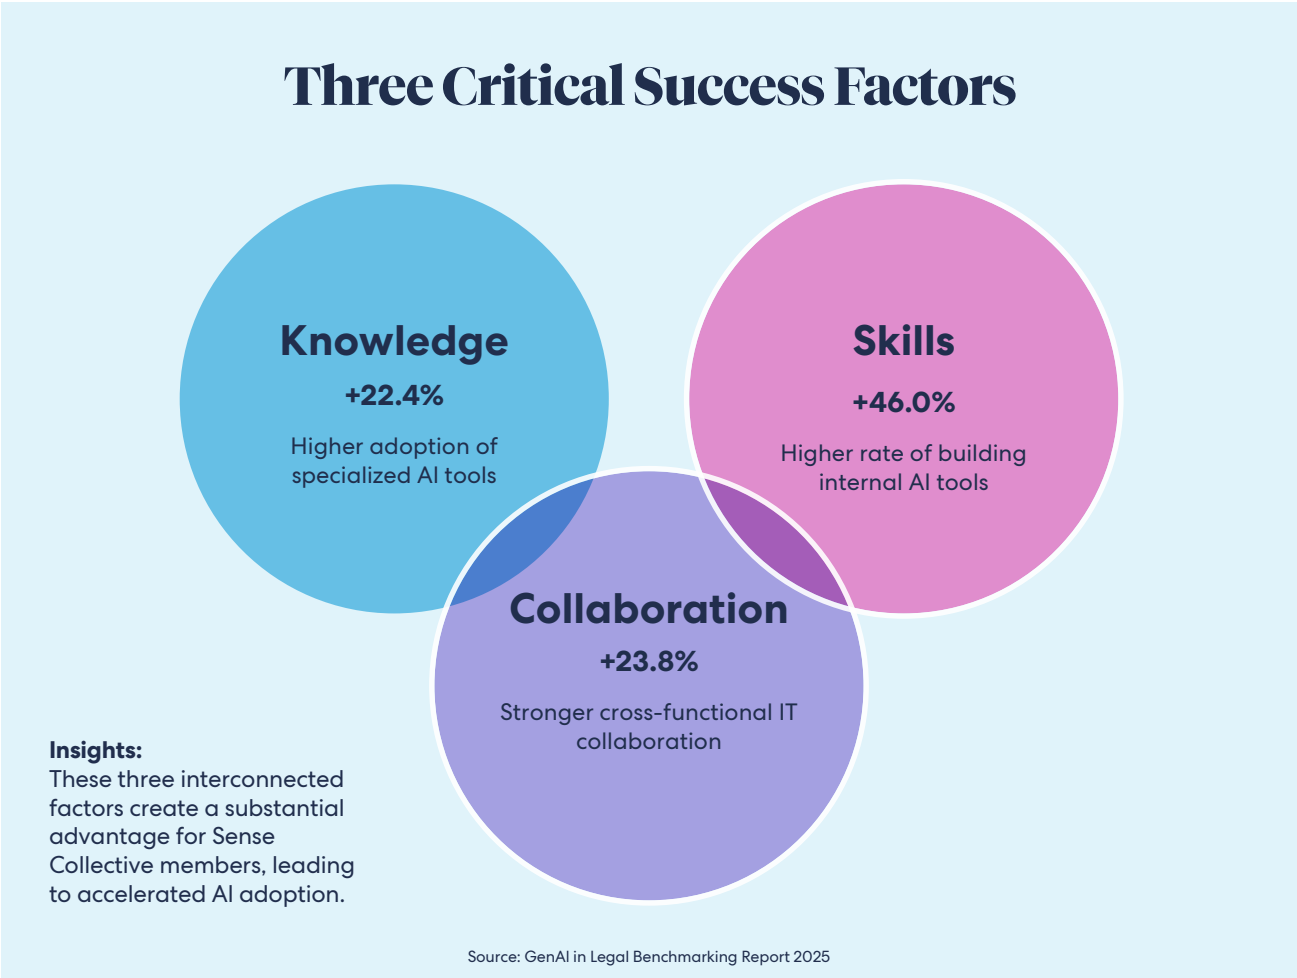 Three Critical Success Factors
Knowledge
+22.4%
Higher adoption of
specialized AI tools
Skills
+46.0%
Higher rate of building
internal AI tools
Collaboration
+23.8%
Stronger cross-functional IT
collaboration
Insights:
These three interconnected
factors create a substantial
advantage for Sense
Collective members, leading
to accelerated AI adoption.
Source: GenAI in Legal Benchmarking Report 2025